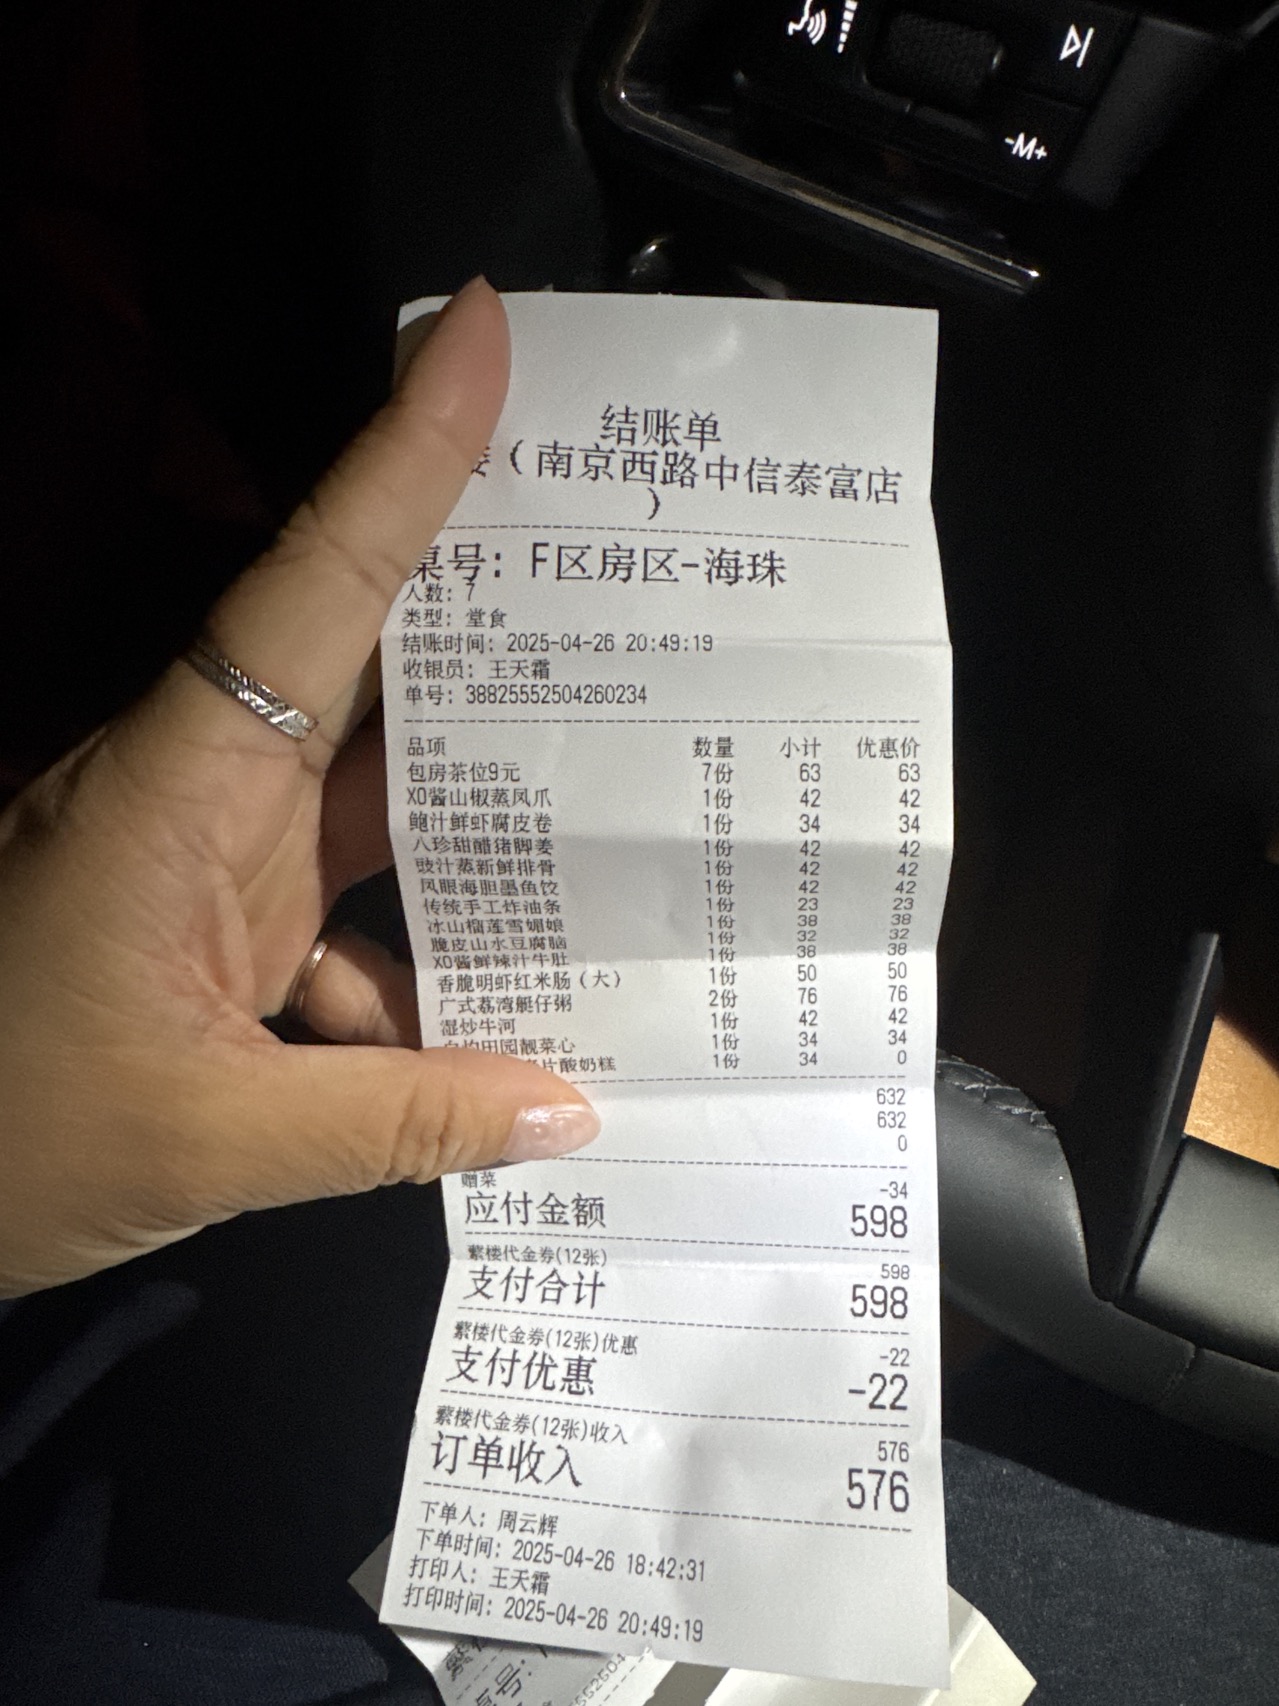 -M+
结账单
（南京西路中信泰富店
）
桌号：F区房区-海珠
人数：7
类型：堂食
结账时间：2025-04-26 20:49:19
收银员：王天霜
单号：38825552504260234
品项 数量 小计 优惠价
包房茶位9元 7份 63 63
XO酱山椒蒸凤爪 1份 42 42
鲍汁鲜虾腐皮卷 1份 34 34
八珍甜醋猪脚姜 1份 42 42
豉汁蒸新鲜排骨 1份 42 42
凤眼海胆墨鱼饺 1份 42 42
传统手工炸油条 1份 23 23
冰山榴莲雪媚娘 1份 38 38
脆皮山水豆腐脑 1份 32 32
XO酱鲜辣汁牛肚 1份 38 38
香脆明虾红米肠（大） 1份 50 50
广式荔湾艇仔粥 2份 76 76
湿炒牛河 1份 42 42
白灼田园靓菜心 1份 34 34
片酸奶糕 1份 34 0
632
632
0
赠菜 -34
应付金额 598
繄楼代金券(12张) 598
支付合计 598
繄楼代金券(12张)优惠 -22
支付优惠 -22
繄楼代金券(12张)收入 576
订单收入 576
下单人：周云辉
下单时间：2025-04-26 18:42:31
打印人：王天霜
打印时间：2025-04-26 20:49:19